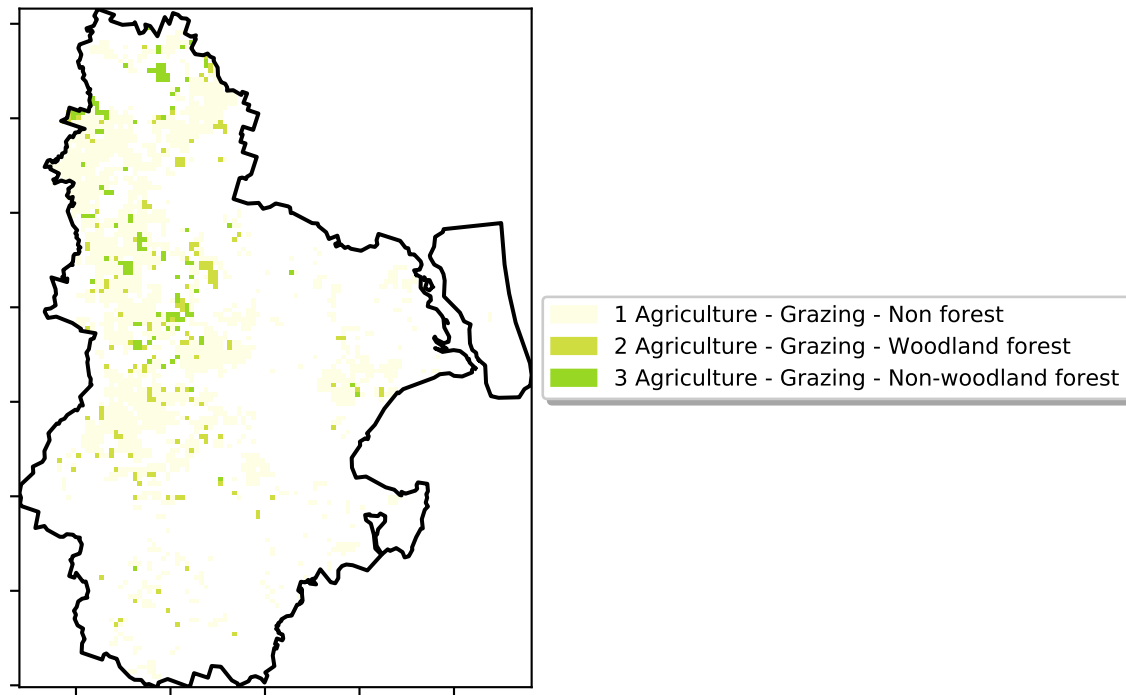 1 Agriculture - Grazing - Non forest
2 Agriculture - Grazing - Woodland forest
3 Agriculture - Grazing - Non-woodland forest